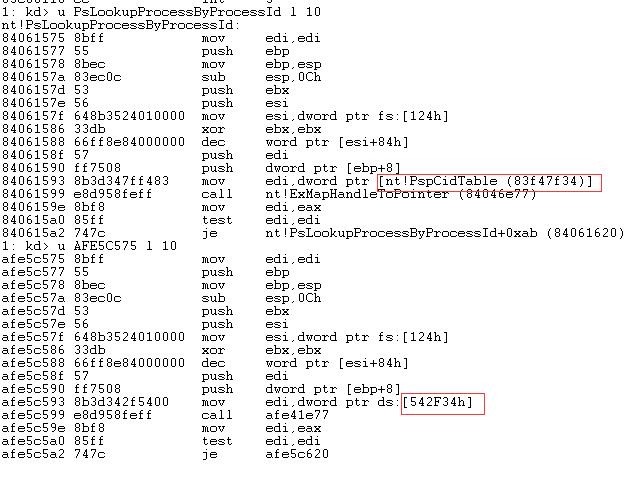 1: kd> u PsLookupProcessByProcessId l 10
nt!PsLookupProcessByProcessId:
84061575 8bff mov edi,edi
84061577 55 push ebp
84061578 8bec mov ebp,esp
8406157a 83ec0c sub esp,0Ch
8406157d 53 push ebx
8406157e 56 push esi
8406157f 648b3524010000 mov esi,dword ptr fs:[124h]
84061586 33db xor ebx,ebx
84061588 66ff8e84000000 dec word ptr [esi+84h]
8406158f 57 push edi
84061590 ff7508 push dword ptr [ebp+8]
84061593 8b3d347ff483 mov edi,dword ptr [nt!PspCidTable (83f47f34)]
84061599 e8d958feff call nt!ExMapHandleToPointer (84046e77)
8406159e 8bf8 mov edi,eax
840615a0 85ff test edi,edi
840615a2 747c je nt!PsLookupProcessByProcessId+0xab (84061620)
1: kd> u AFE5C575 l 10
afe5c575 8bff mov edi,edi
afe5c577 55 push ebp
afe5c578 8bec mov ebp,esp
afe5c57a 83ec0c sub esp,0Ch
afe5c57d 53 push ebx
afe5c57e 56 push esi
afe5c57f 648b3524010000 mov esi,dword ptr fs:[124h]
afe5c586 33db xor ebx,ebx
afe5c588 66ff8e84000000 dec word ptr [esi+84h]
afe5c58f 57 push edi
afe5c590 ff7508 push dword ptr [ebp+8]
afe5c593 8b3d342f5400 mov edi,dword ptr ds:[542F34h]
afe5c599 e8d958feff call afe41e77
afe5c59e 8bf8 mov edi,eax
afe5c5a0 85ff test edi,edi
afe5c5a2 747c je afe5c620